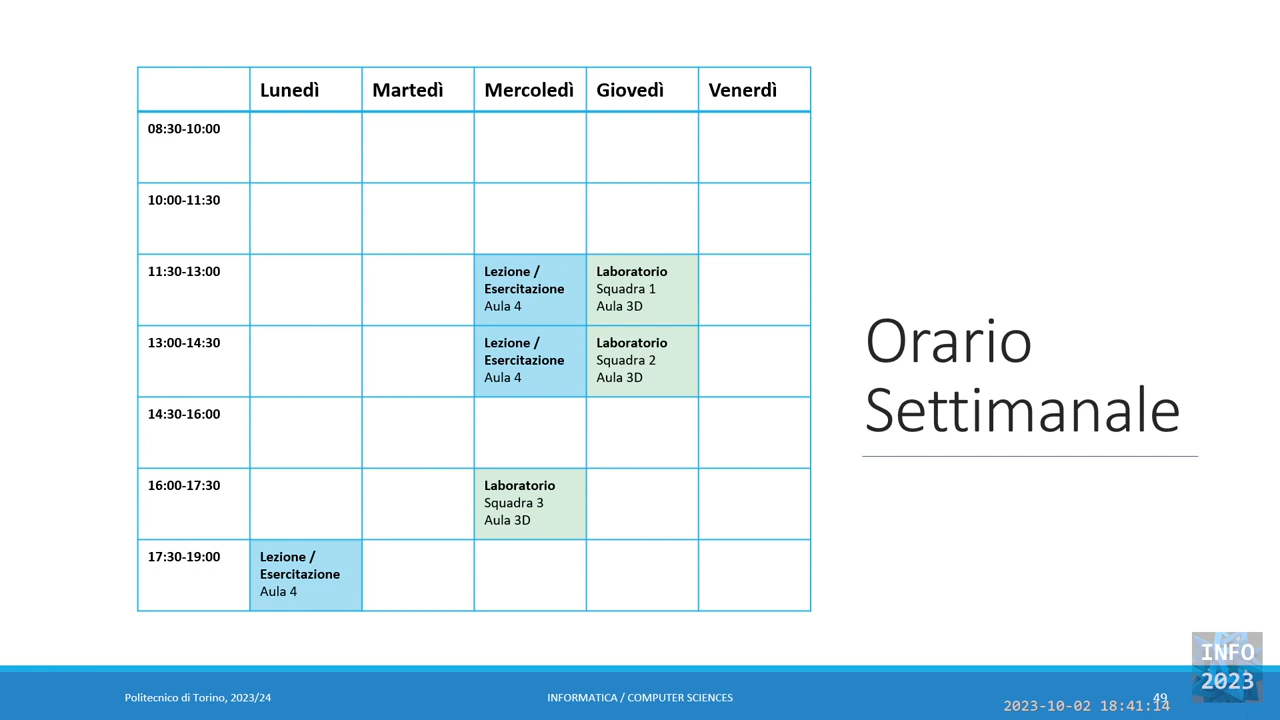 Lunedì Martedì Mercoledì Giovedì Venerdì
08:30-10:00
10:00-11:30
11:30-13:00
Lezione /
Esercitazione
Aula 4
Laboratorio
Squadra 1
Aula 3D
13:00-14:30
Lezione /
Esercitazione
Aula 4
Laboratorio
Squadra 2
Aula 3D
14:30-16:00
16:00-17:30
Laboratorio
Squadra 3
Aula 3D
17:30-19:00
Lezione /
Esercitazione
Aula 4
Orario
Settimanale
Politecnico di Torino, 2023/24
INFORMATICA / COMPUTER SCIENCES
49
2023-10-02 18:41:14
INFO
2023